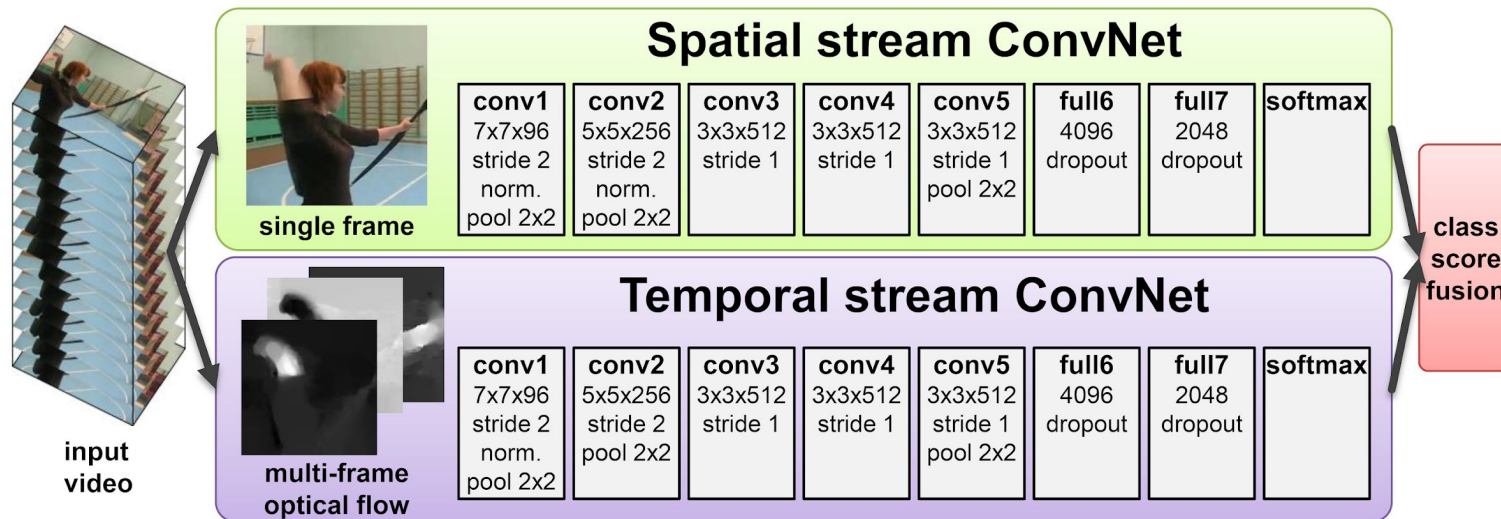 Spatial stream ConvNet
conv1
7x7x96
stride 2
norm.
pool 2x2
conv2
5x5x256
stride 2
norm.
pool 2x2
conv3
3x3x512
stride 1
conv4
3x3x512
stride 1
conv5
3x3x512
stride 1
pool 2x2
full6
4096
dropout
full7
2048
dropout
softmax
single frame
Temporal stream ConvNet
conv1
7x7x96
stride 2
norm.
pool 2x2
conv2
5x5x256
stride 2
pool 2x2
conv3
3x3x512
stride 1
conv4
3x3x512
stride 1
conv5
3x3x512
stride 1
pool 2x2
full6
4096
dropout
full7
2048
dropout
softmax
multi-frame
optical flow
input
video
class
score
fusion